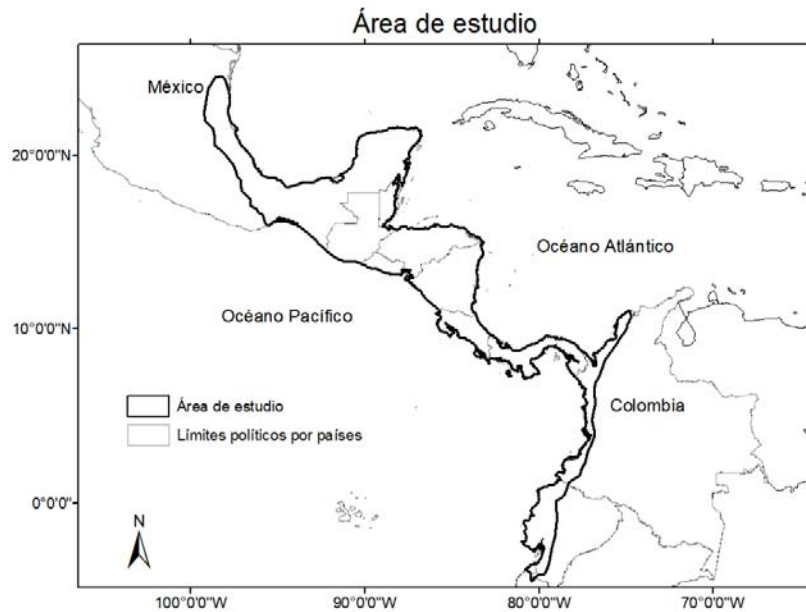 Área de estudio
México
20°0'0"N
Océano Atlántico
Océano Pacífico
10°0'0"N
Área de estudio
Colombia
Límites políticos por países
0°0'0"
N
100°0'0"W
90°0'0"W
80°0'0"W
70°0'0"W